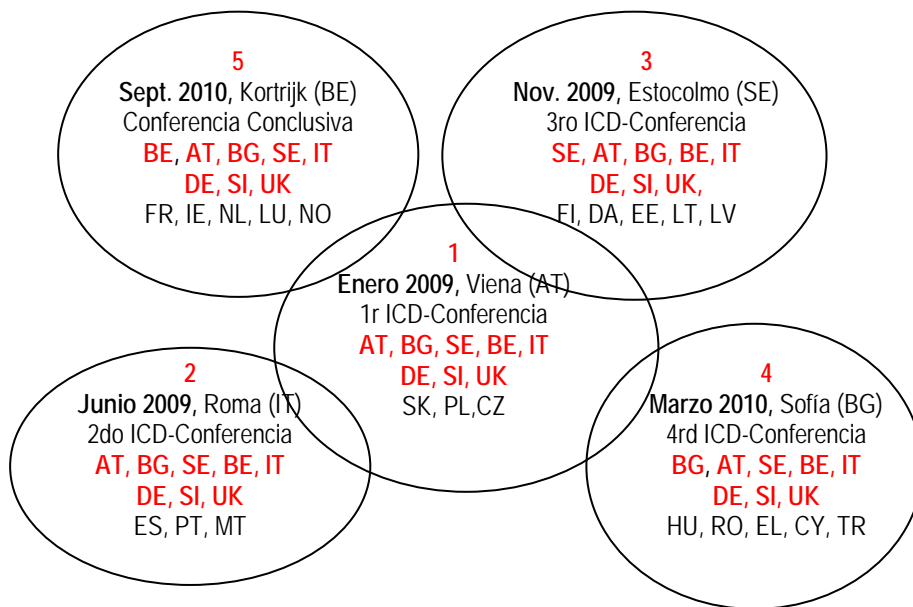 5
Sept. 2010, Kortrijk (BE)
Conferencia Conclusiva
BE, AT, BG, SE, IT
DE, SI, UK
FR, IE, NL, LU, NO
3
Nov. 2009, Estocolmo (SE)
3ro ICD-Conferencia
SE, AT, BG, BE, IT
DE, SI, UK,
FI, DA, EE, LT, LV
1
Enero 2009, Viena (AT)
1r ICD-Conferencia
AT, BG, SE, BE, IT
DE, SI, UK
SK, PL,CZ
2
Junio 2009, Roma (IT)
2do ICD-Conferencia
AT, BG, SE, BE, IT
DE, SI, UK
ES, PT, MT
4
Marzo 2010, Sofía (BG)
4rd ICD-Conferencia
BG, AT, SE, BE, IT
DE, SI, UK
HU, RO, EL, CY, TR